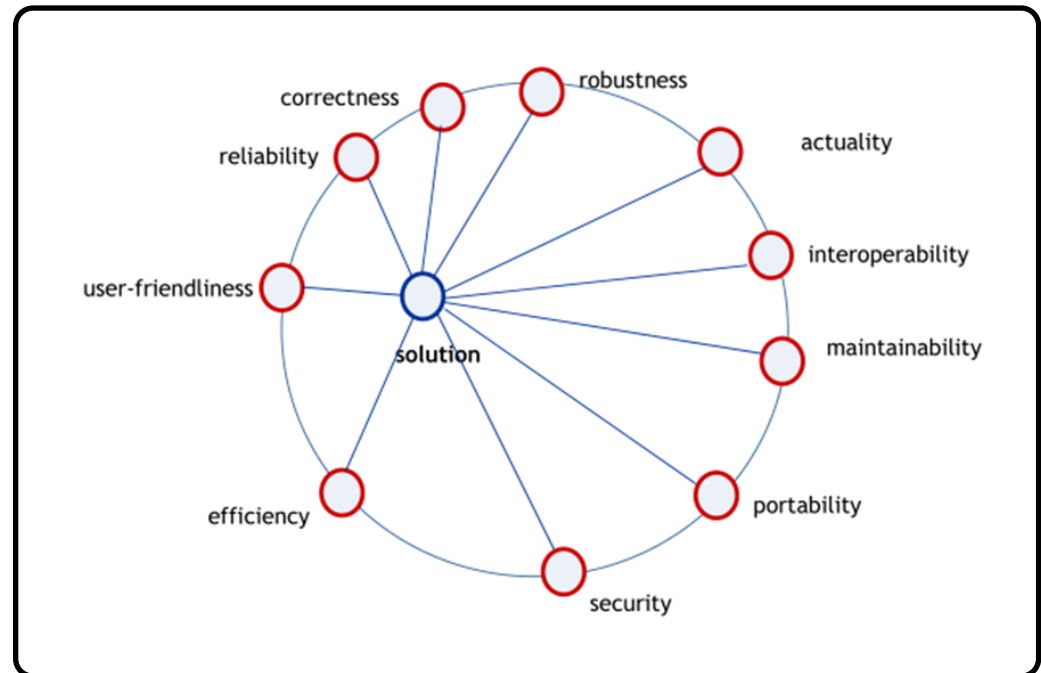 robustness
correctness
actuality
reliability
interoperability
user-friendliness
maintainability
solution
portability
efficiency
security